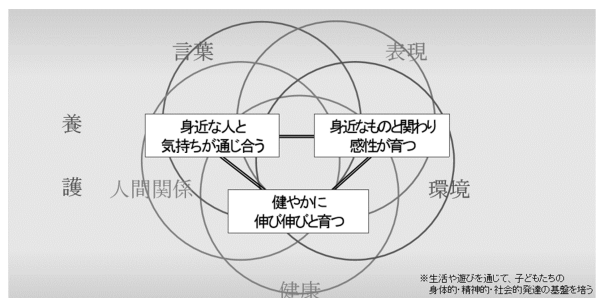 言葉
表現
養
身近な人と
気持ちが通じ合う
身近なものと関わり
感性が育つ
護
人間関係
環境
健やかに
伸び伸びと育つ
健康
※生活や遊びを通じて、子どもたちの
身体的・精神的・社会的発達の基盤を培う